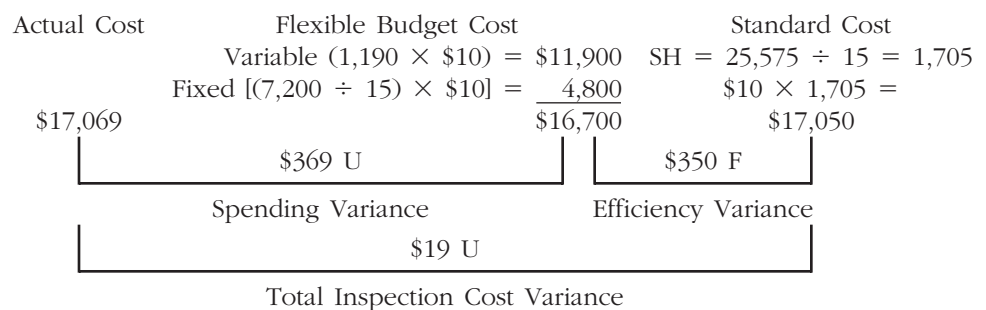 Actual Cost Flexible Budget Cost Standard Cost
Variable (1,190 × $10) = $11,900 SH = 25,575 ÷ 15 = 1,705
Fixed [(7,200 ÷ 15) × $10] = 4,800 $10 × 1,705 =
$17,069 $16,700 $17,050
$369 U $350 F
Spending Variance Efficiency Variance
$19 U
Total Inspection Cost Variance